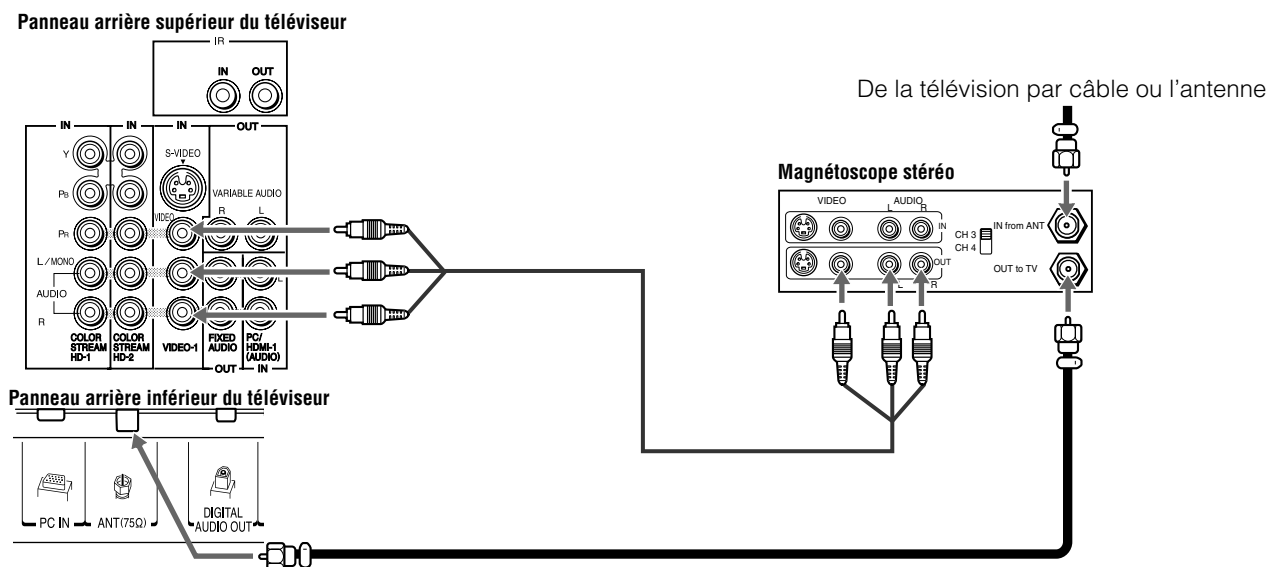 Panneau arrière supérieur du téléviseur
IR
IN OUT
De la télévision par câble ou l’antenne
IN IN IN OUT
Y
S-VIDEO
PB
VARIABLE AUDIO
R L
VIDEO
PR
L/MONO
L
AUDIO
R
COLOR STREAM HD-1
COLOR STREAM HD-2
VIDEO-1
FIXED AUDIO
PC/ HDMI-1 (AUDIO)
OUT IN
Magnétoscope stéréo
VIDEO AUDIO
L R
IN
IN from ANT
CH 3
CH 4
OUT
OUT to TV
L R
Panneau arrière inférieur du téléviseur
PC IN
ANT(75Ω)
DIGITAL
AUDIO OUT